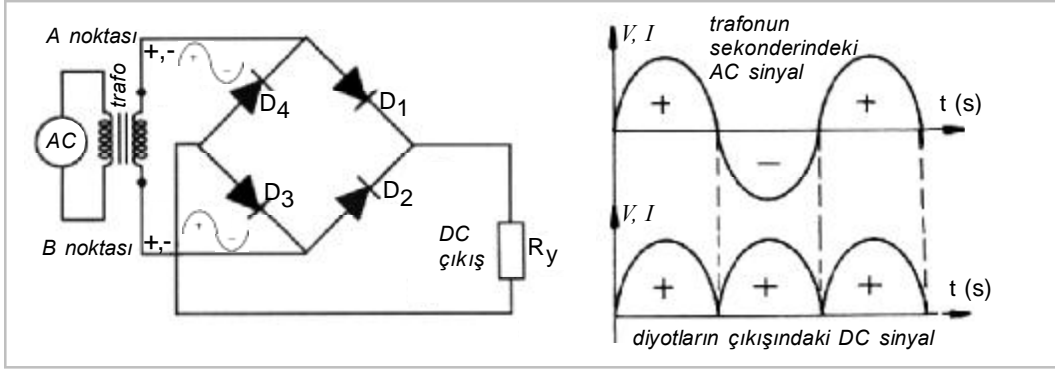 A noktası
+,-
trafo
+ -
D4
D1
AC
D3
D2
+ -
+,-
B noktası
DC
çıkış
Ry
V, I
trafonun
sekonderindeki
AC sinyal
+
+
t (s)
-
V, I
+
+
+
t (s)
diyotların çıkışındaki DC sinyal